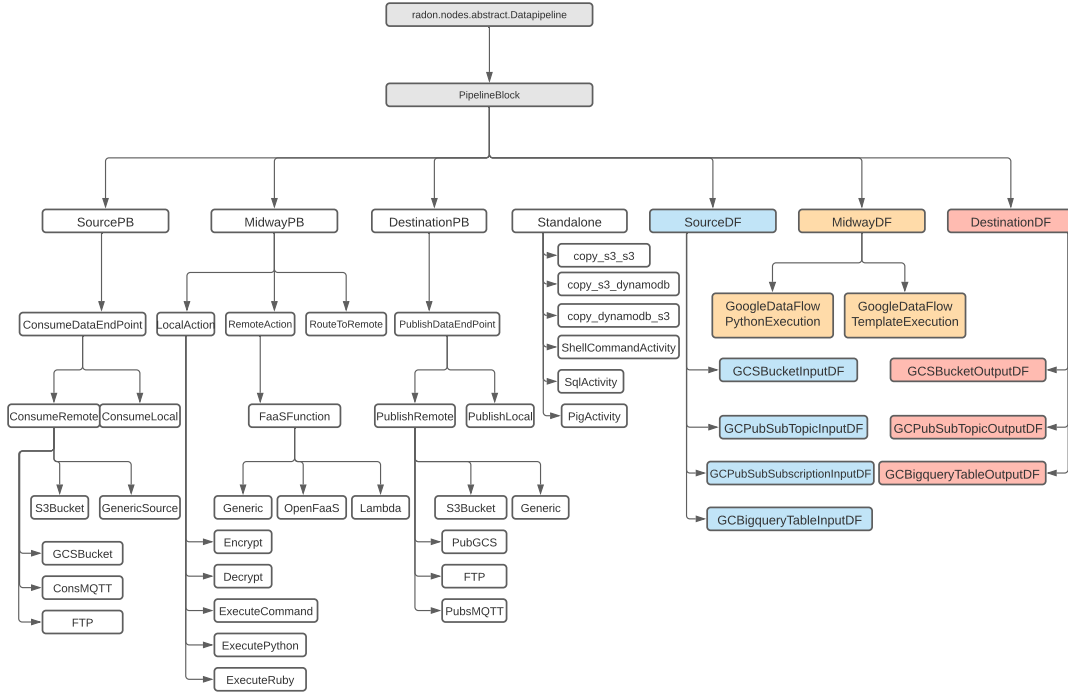 radon.nodes.abstract.Datapipeline
PipelineBlock
SourcePB
MidwayPB
DestinationPB
Standalone
SourceDF
MidwayDF
DestinationDF
copy_s3_s3
copy_s3_dynamodb
copy_dynamodb_s3
ShellCommandActivity
SqlActivity
PigActivity
GoogleDataFlow
PythonExecution
GoogleDataFlow
TemplateExecution
ConsumeDataEndPoint
LocalAction
RemoteAction
RouteToRemote
PublishDataEndPoint
GCSBucketInputDF
GCSBucketOutputDF
ConsumeRemote
ConsumeLocal
FaaSFunction
PublishRemote
PublishLocal
GCPubSubTopicInputDF
GCPubSubTopicOutputDF
GCPubSubSubscriptionInputDF
GCBigqueryTableOutputDF
S3Bucket
GenericSource
Generic
OpenFaaS
Lambda
S3Bucket
Generic
GCBigqueryTableInputDF
GCSBucket
Encrypt
PubGCS
ConsMQTT
Decrypt
FTP
FTP
ExecuteCommand
PubsMQTT
ExecutePython
ExecuteRuby